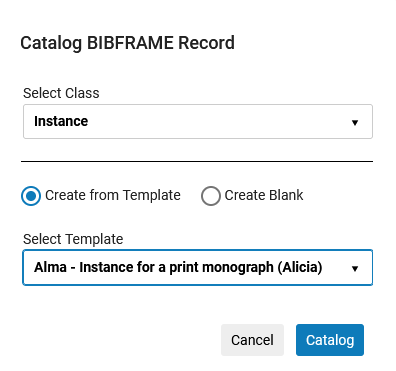 Catalog BIBFRAME Record
Select Class
Instance
Create from Template Create Blank
Select Template
Alma - Instance for a print monograph (Alicia)
Cancel Catalog